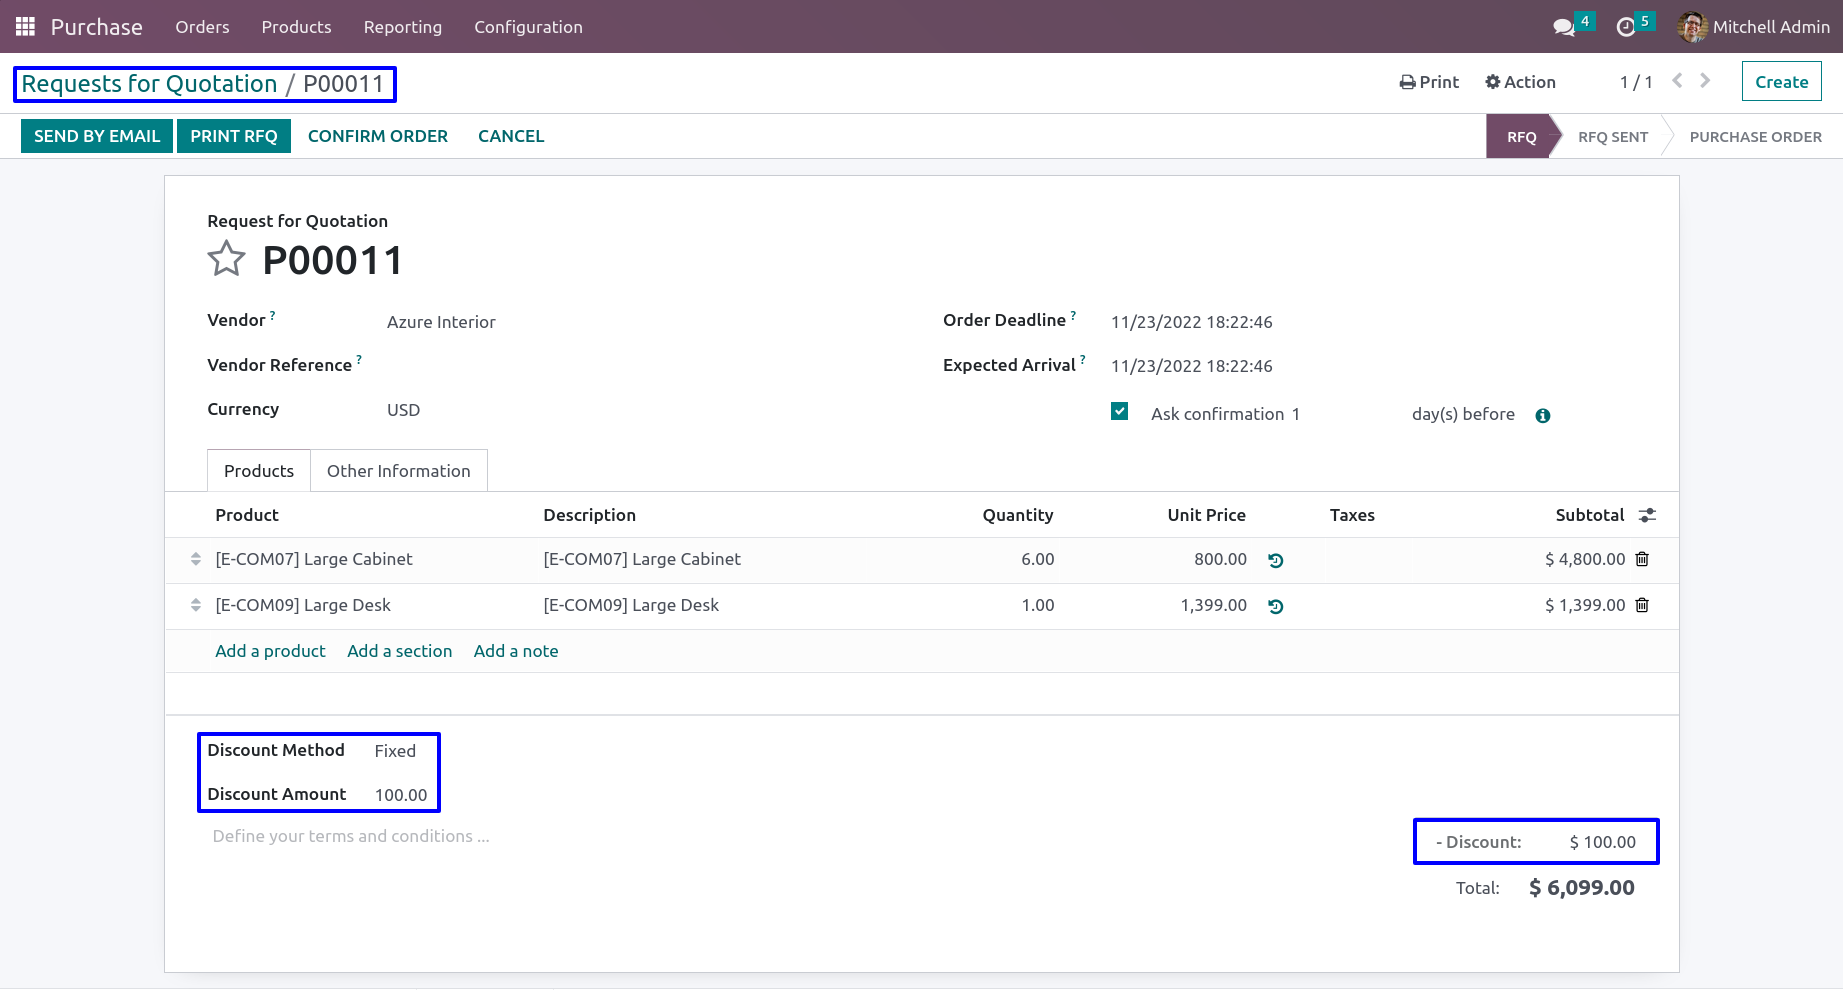 Purchase Orders Products Reporting Configuration 4 5 Mitchell Admin
Requests for Quotation / P00011 Print Action 1 / 1 Create
SEND BY EMAIL PRINT RFQ CONFIRM ORDER CANCEL RFQ RFQ SENT PURCHASE ORDER
Request for Quotation
P00011
Vendor ? Azure Interior Order Deadline ? 11/23/2022 18:22:46
Vendor Reference ? Expected Arrival ? 11/23/2022 18:22:46
Currency USD Ask confirmation 1 day(s) before
Products Other Information
Product Description Quantity Unit Price Taxes Subtotal
[E-COM07] Large Cabinet [E-COM07] Large Cabinet 6.00 800.00 $ 4,800.00
[E-COM09] Large Desk [E-COM09] Large Desk 1.00 1,399.00 $ 1,399.00
Add a product Add a section Add a note
Discount Method Fixed
Discount Amount 100.00
Define your terms and conditions ...
- Discount: $ 100.00
Total: $ 6,099.00